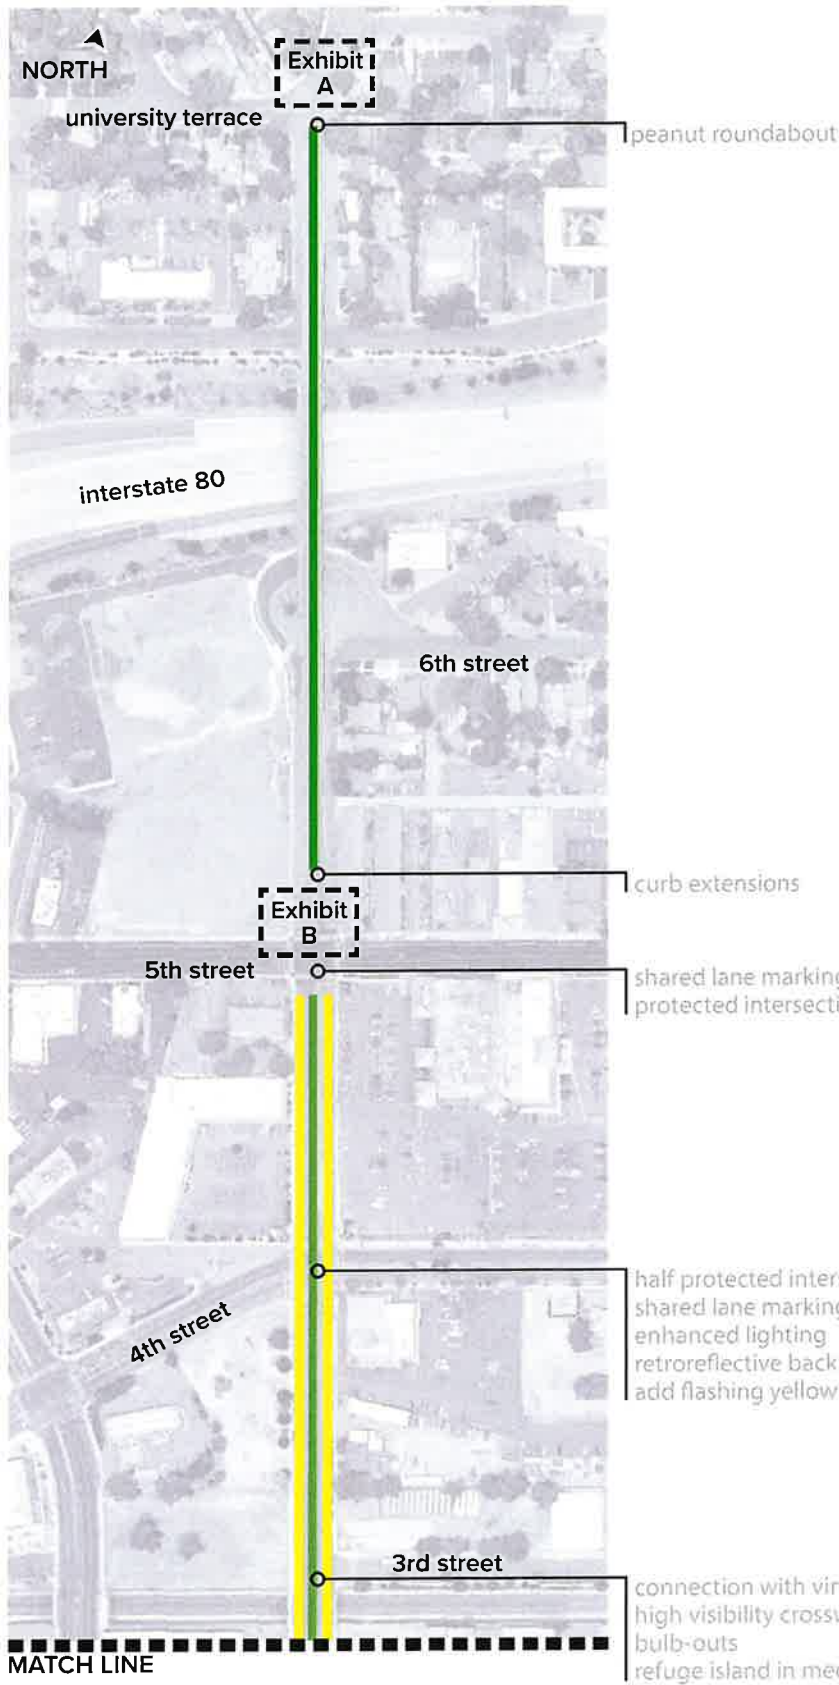 NORTH
Exhibit
A
university terrace
peanut roundabout
interstate 80
6th street
curb extensions
Exhibit
B
5th street
shared lane marking
protected intersecti
half protected inter
shared lane marking
enhanced lighting
retroreflective back
add flashing yellow
4th street
3rd street
connection with vir
high visibility crossw
bulb-outs
refuge island in med
MATCH LINE